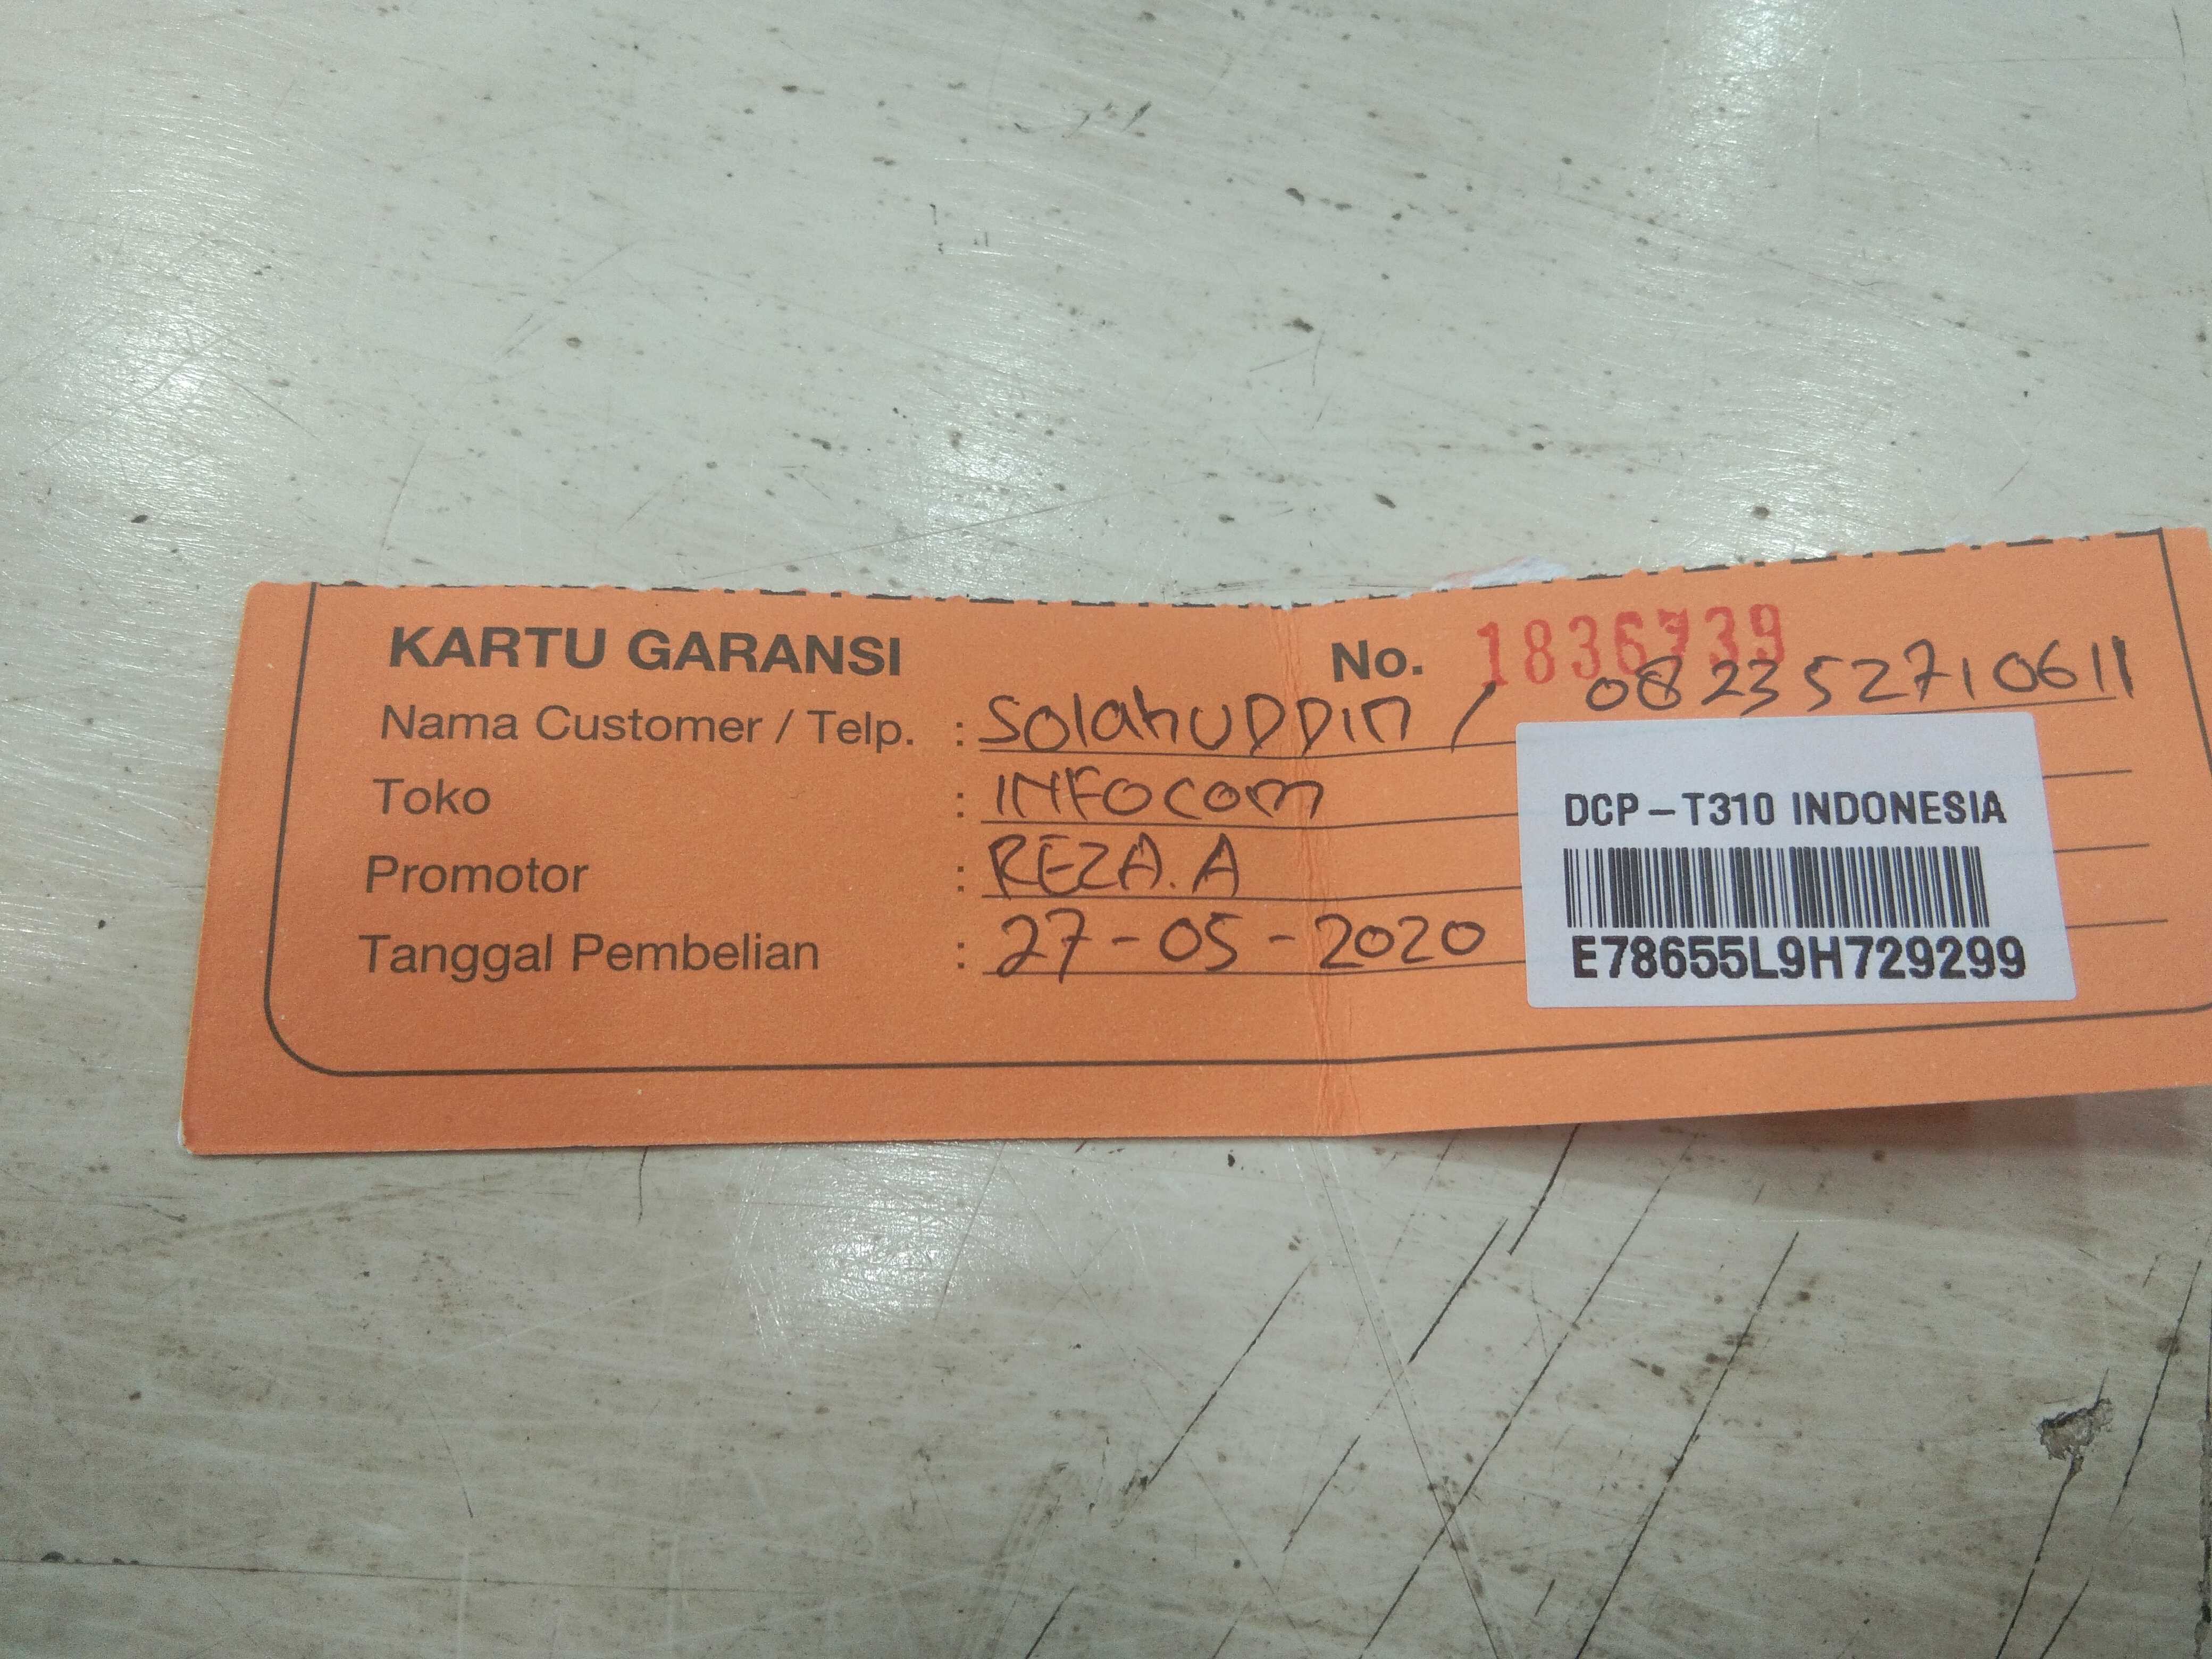 KARTU GARANSI No. 1836739
Nama Customer / Telp. : SolahuDDin / 082352710611
Toko : INFOCOM
Promotor : REZA. A
Tanggal Pembelian : 27-05-2020
DCP-T310 INDONESIA
E78655L9H729299